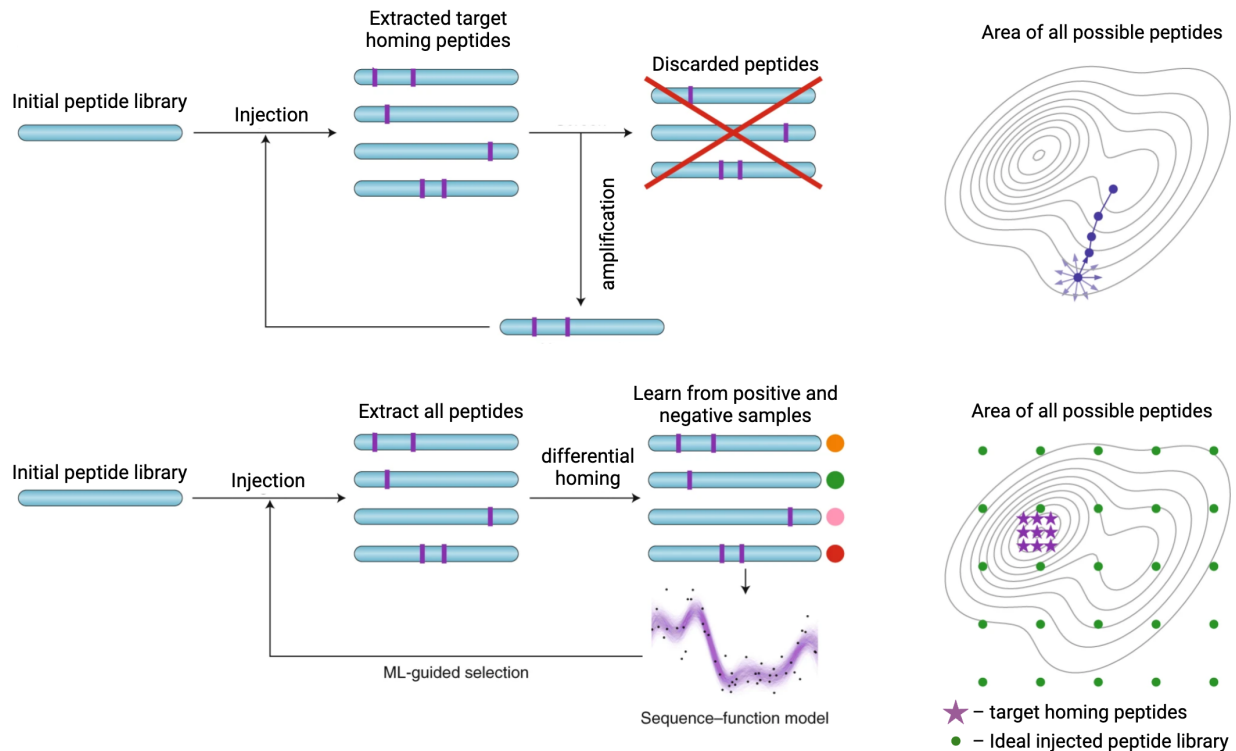 Extracted target
homing peptides
Area of all possible peptides
Discarded peptides
Initial peptide library
Injection
amplification
Learn from positive and
negative samples
Extract all peptides
Area of all possible peptides
Initial peptide library
Injection
differential
homing
ML-guided selection
Sequence–function model
– target homing peptides
– Ideal injected peptide library